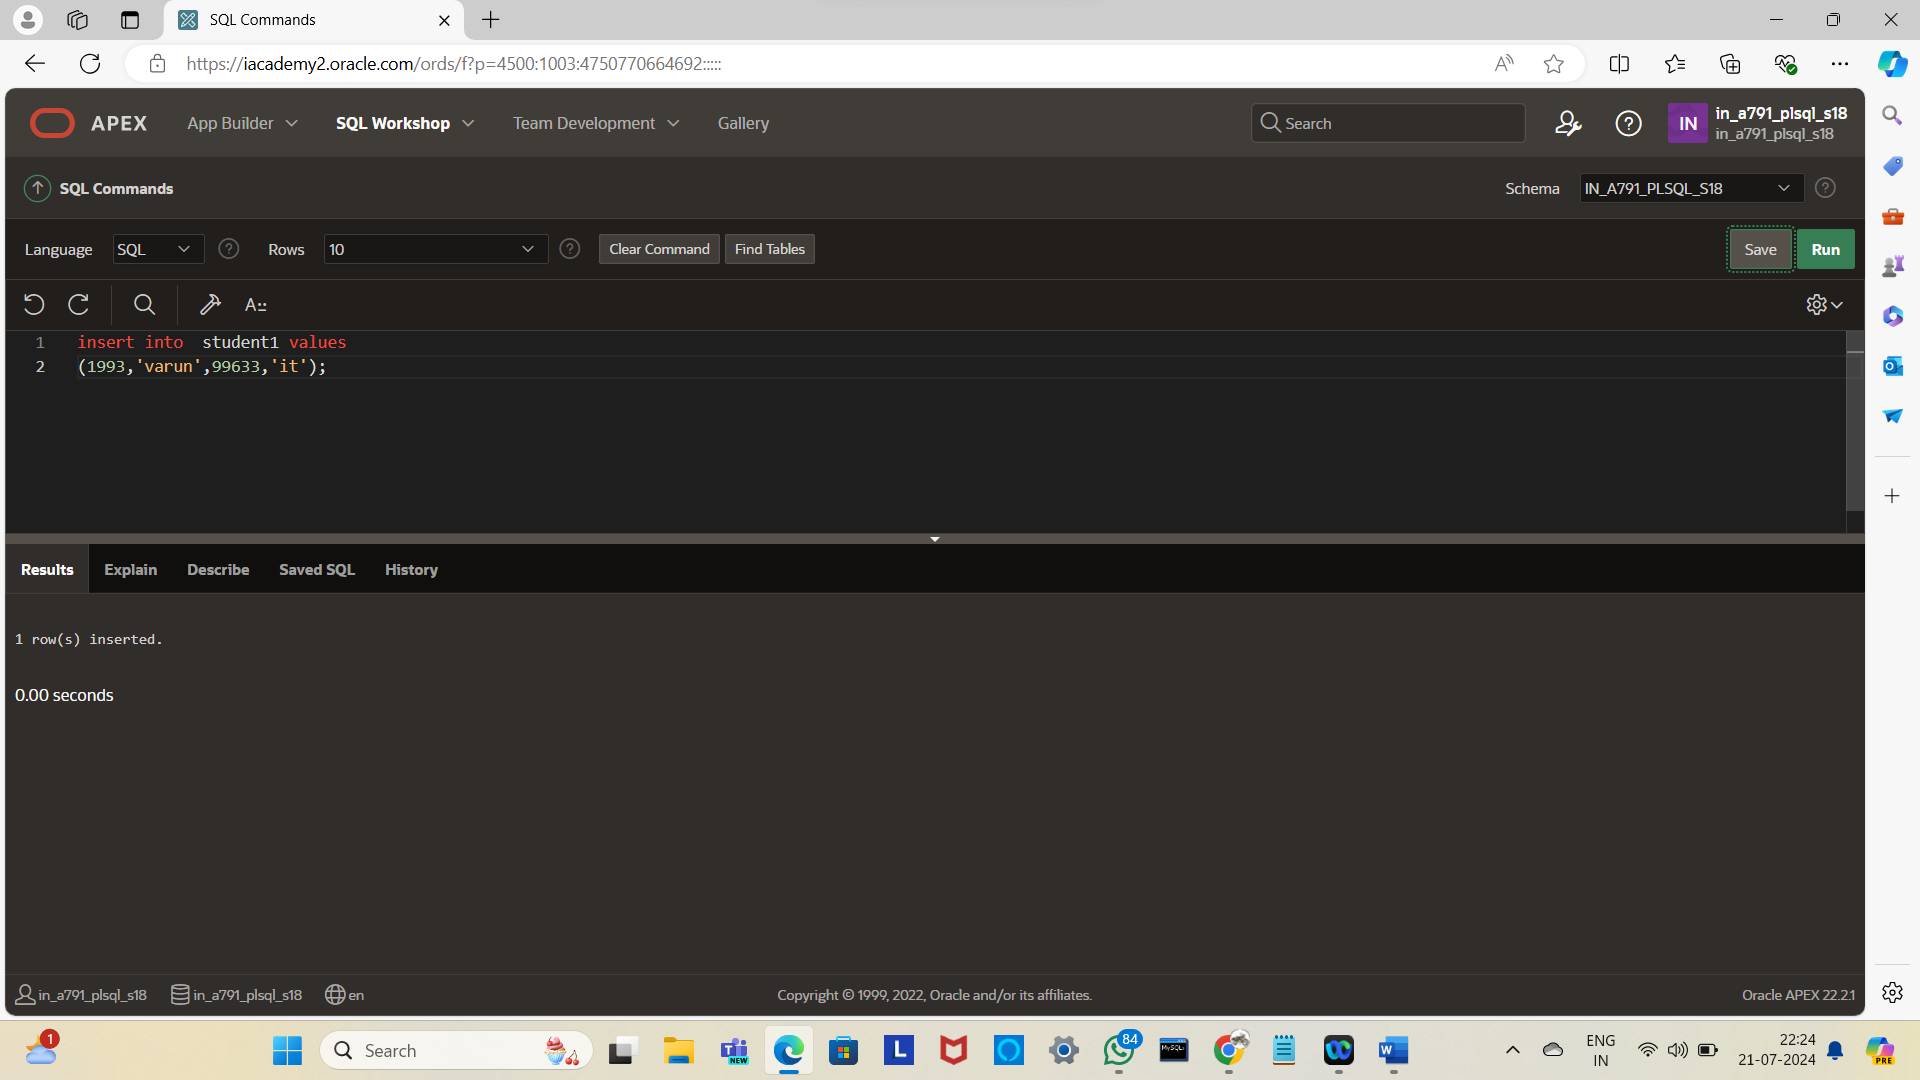 SQL Commands
https://iacademy2.oracle.com/ords/f?p=4500:1003:4750770664692:::::
APEX App Builder SQL Workshop Team Development Gallery Search IN in_a791_plsql_s18
in_a791_plsql_s18
SQL Commands Schema IN_A791_PLSQL_S18
Language SQL Rows 10 Clear Command Find Tables Save Run
A::
1 insert into  student1 values
2 (1993,'varun',99633,'it');
Results Explain Describe Saved SQL History
1 row(s) inserted.
0.00 seconds
in_a791_plsql_s18 in_a791_plsql_s18 en Copyright © 1999, 2022, Oracle and/or its affiliates. Oracle APEX 22.2.1
1 Search NEW L 84 MySQL W ENG 22:24 PRE
IN 21-07-2024